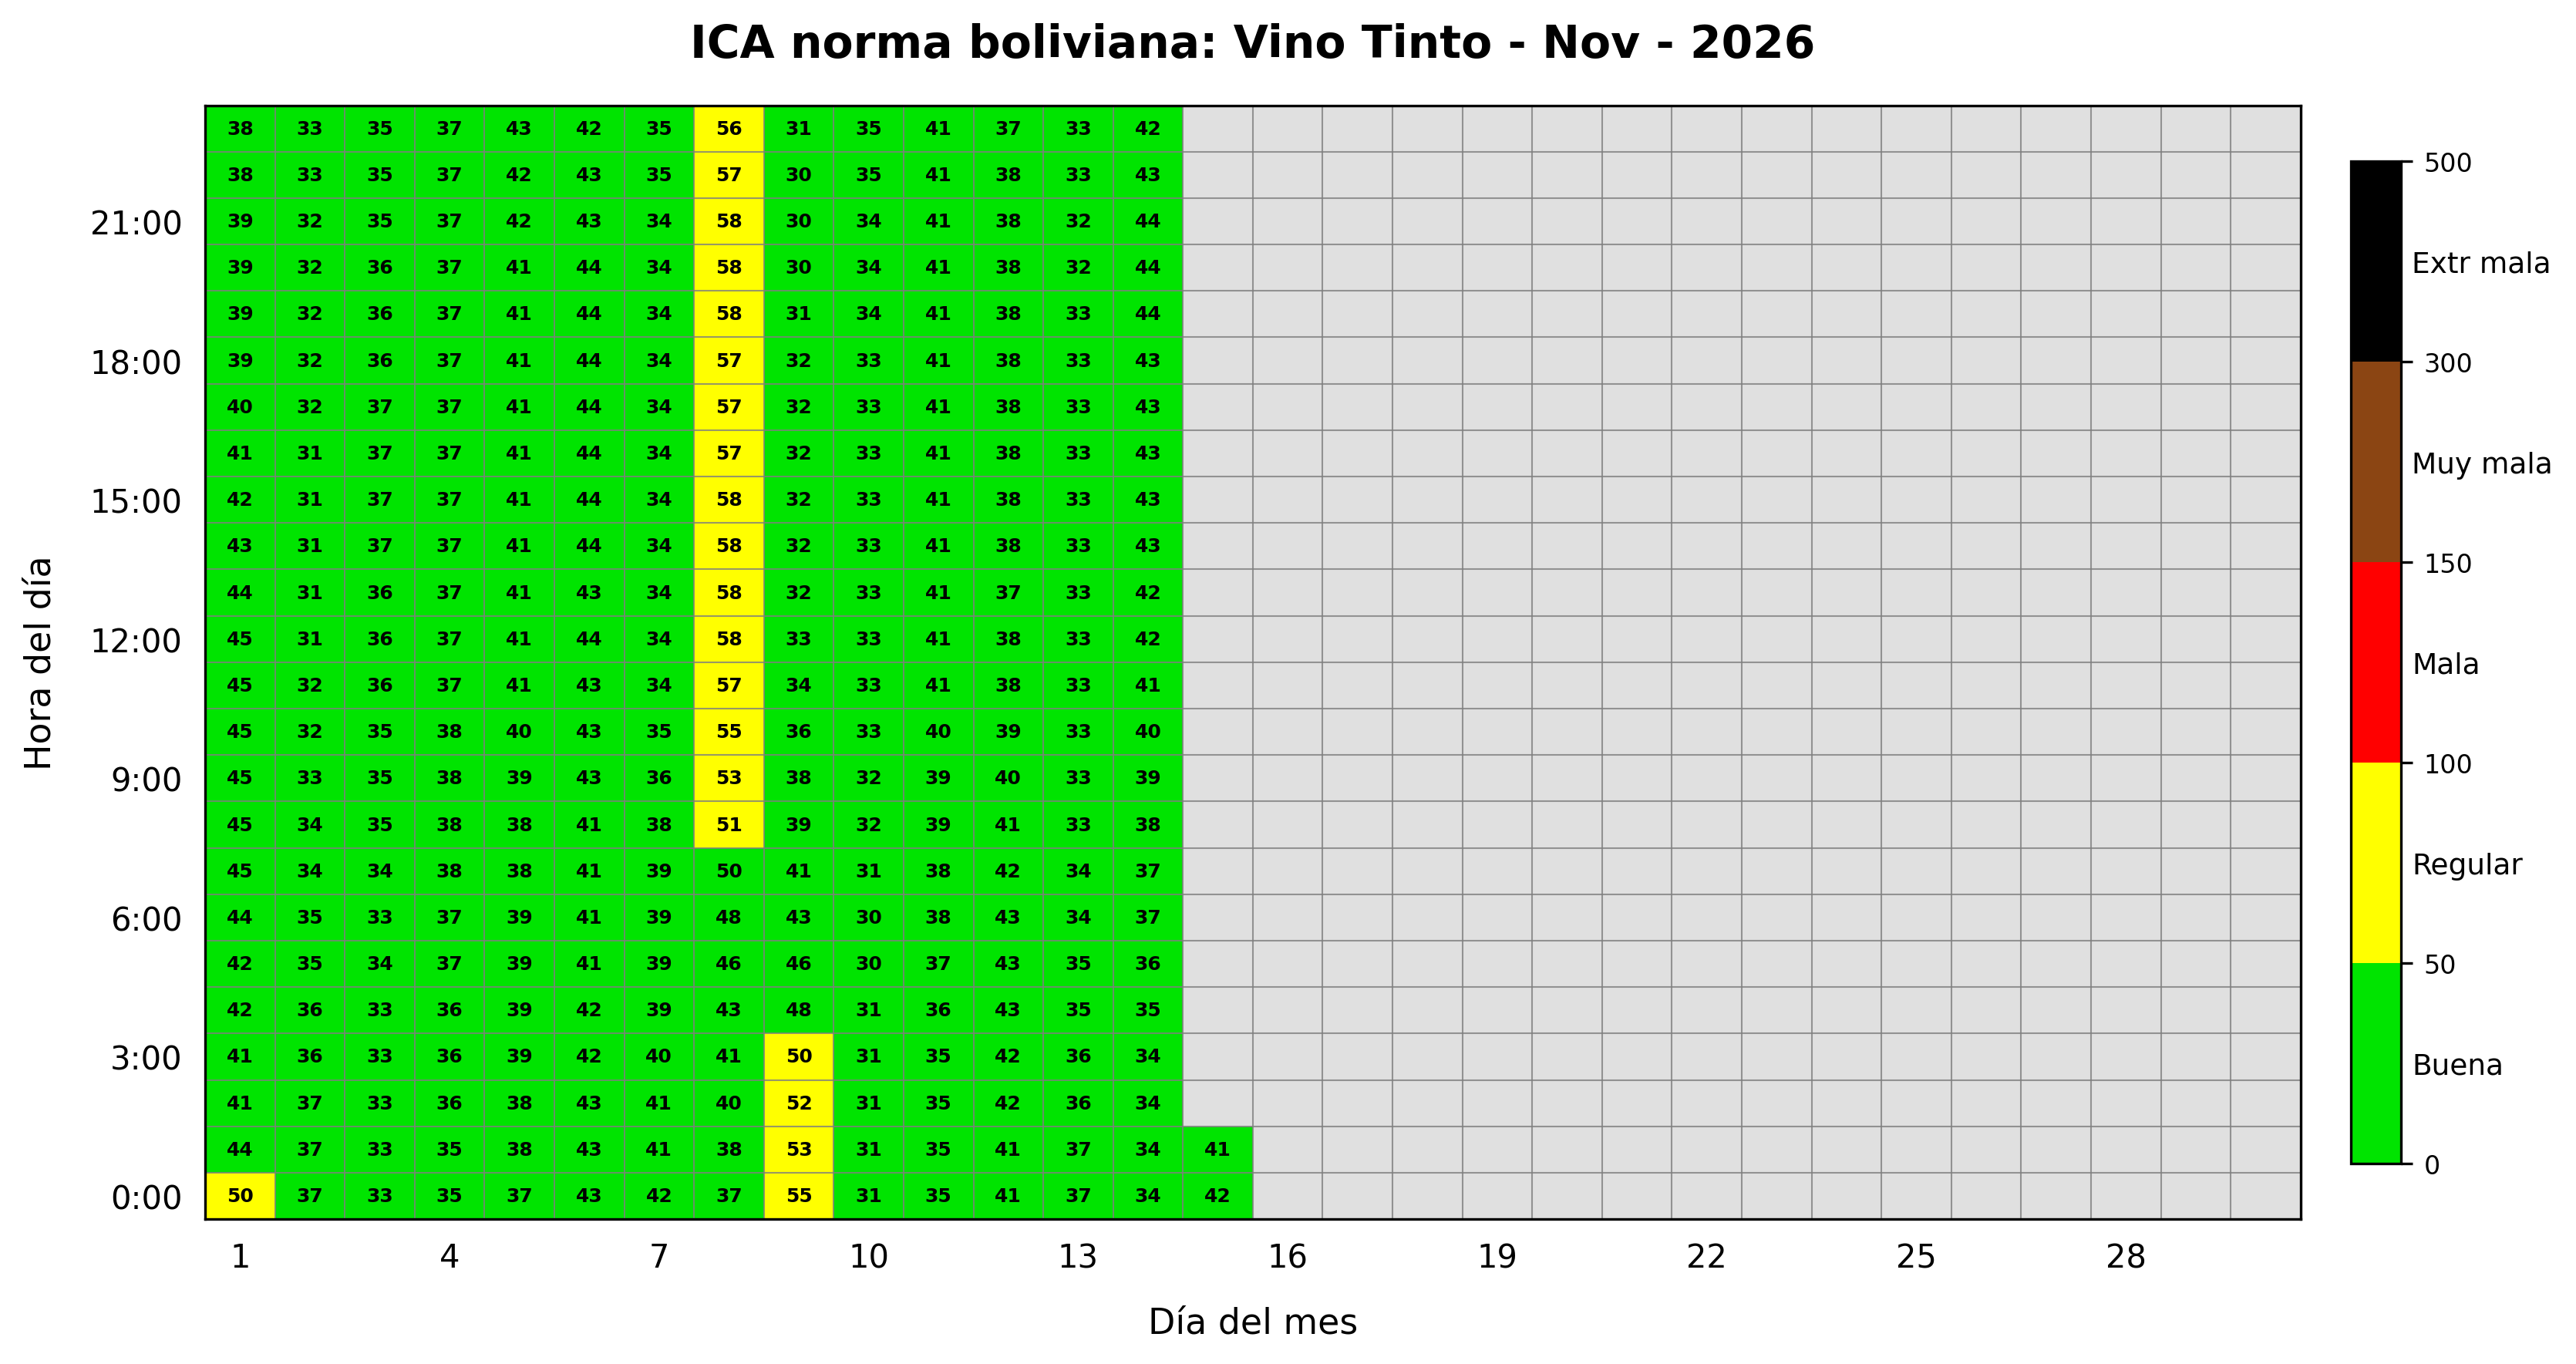 ICA norma boliviana: Vino Tinto - Nov - 2026
38 33 35 37 43 42 35 56 31 35 41 37 33 42
38 33 35 37 42 43 35 57 30 35 41 38 33 43
21:00 39 32 35 37 42 43 34 58 30 34 41 38 32 44
39 32 36 37 41 44 34 58 30 34 41 38 32 44
39 32 36 37 41 44 34 58 31 34 41 38 33 44
18:00 39 32 36 37 41 44 34 57 32 33 41 38 33 43
40 32 37 37 41 44 34 57 32 33 41 38 33 43
41 31 37 37 41 44 34 57 32 33 41 38 33 43
15:00 42 31 37 37 41 44 34 58 32 33 41 38 33 43
43 31 37 37 41 44 34 58 32 33 41 38 33 43
44 31 36 37 41 43 34 58 32 33 41 37 33 42
12:00 45 31 36 37 41 44 34 58 33 33 41 38 33 42
45 32 36 37 41 43 34 57 34 33 41 38 33 41
45 32 35 38 40 43 35 55 36 33 40 39 33 40
9:00 45 33 35 38 39 43 36 53 38 32 39 40 33 39
45 34 35 38 38 41 38 51 39 32 39 41 33 38
45 34 34 38 38 41 39 50 41 31 38 42 34 37
6:00 44 35 33 37 39 41 39 48 43 30 38 43 34 37
42 35 34 37 39 41 39 46 46 30 37 43 35 36
42 36 33 36 39 42 39 43 48 31 36 43 35 35
3:00 41 36 33 36 39 42 40 41 50 31 35 42 36 34
41 37 33 36 38 43 41 40 52 31 35 42 36 34
44 37 33 35 38 43 41 38 53 31 35 41 37 34 41
0:00 50 37 33 35 37 43 42 37 55 31 35 41 37 34 42
1 4 7 10 13 16 19 22 25 28
Día del mes
Hora del día
500
Extr mala
300
Muy mala
150
Mala
100
Regular
50
Buena
0